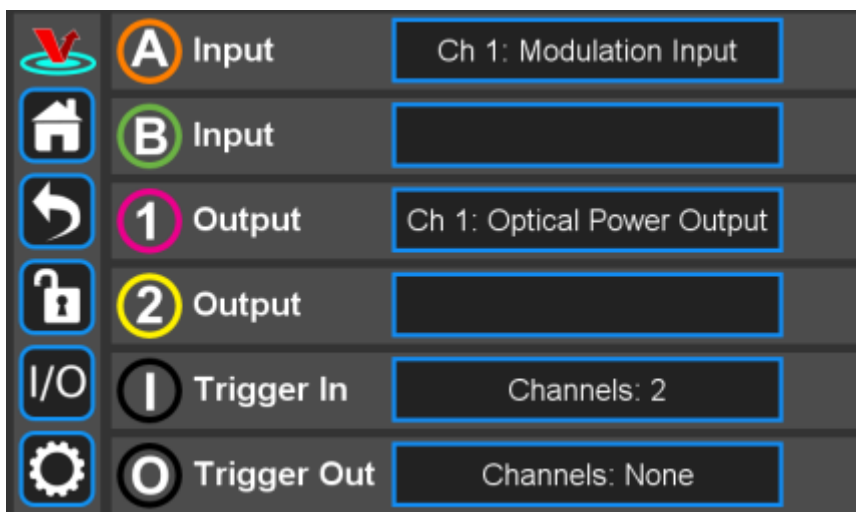 A Input Ch 1: Modulation Input
B Input
1 Output Ch 1: Optical Power Output
2 Output
I/O I Trigger In Channels: 2
O Trigger Out Channels: None